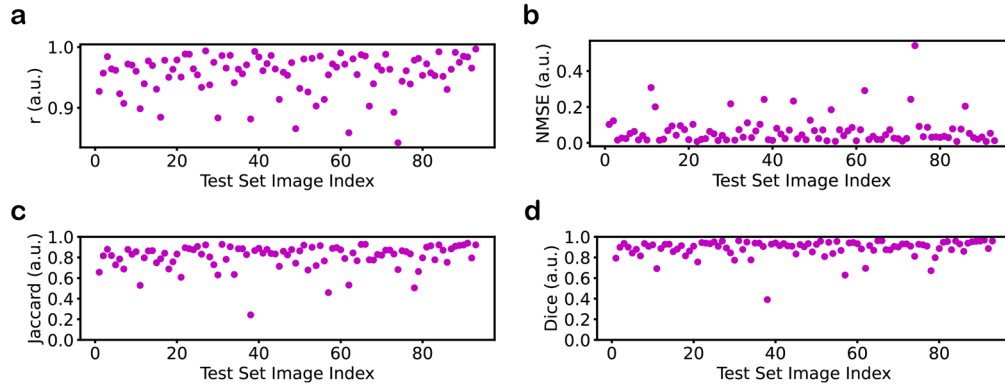 a
r (a.u.)
1.0
0.9
0 20 40 60 80
Test Set Image Index
b
NMSE (a.u.)
0.4
0.2
0.0
0 20 40 60 80
Test Set Image Index
c
Jaccard (a.u.)
1.0
0.8
0.6
0.4
0.2
0.0
0 20 40 60 80
Test Set Image Index
d
Dice (a.u.)
1.0
0.8
0.6
0.4
0.2
0.0
0 20 40 60 80
Test Set Image Index